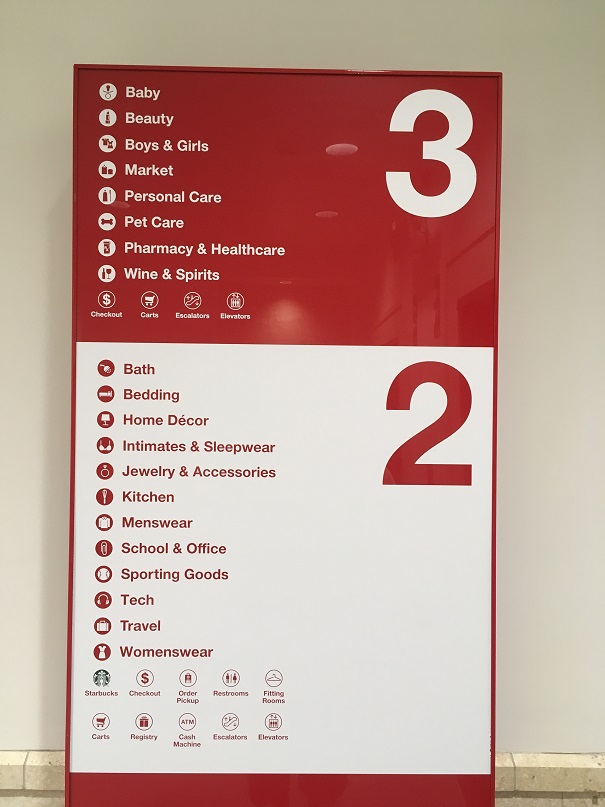 3
Baby
Beauty
Boys & Girls
Market
Personal Care
Pet Care
Pharmacy & Healthcare
Wine & Spirits
$
Checkout Carts Escalators Elevators
2
Bath
Bedding
Home Décor
Intimates & Sleepwear
Jewelry & Accessories
Kitchen
Menswear
School & Office
Sporting Goods
Tech
Travel
Womenswear
$
Starbucks Checkout Order Pickup Restrooms Fitting Rooms
ATM
Carts Registry Cash Machine Escalators Elevators